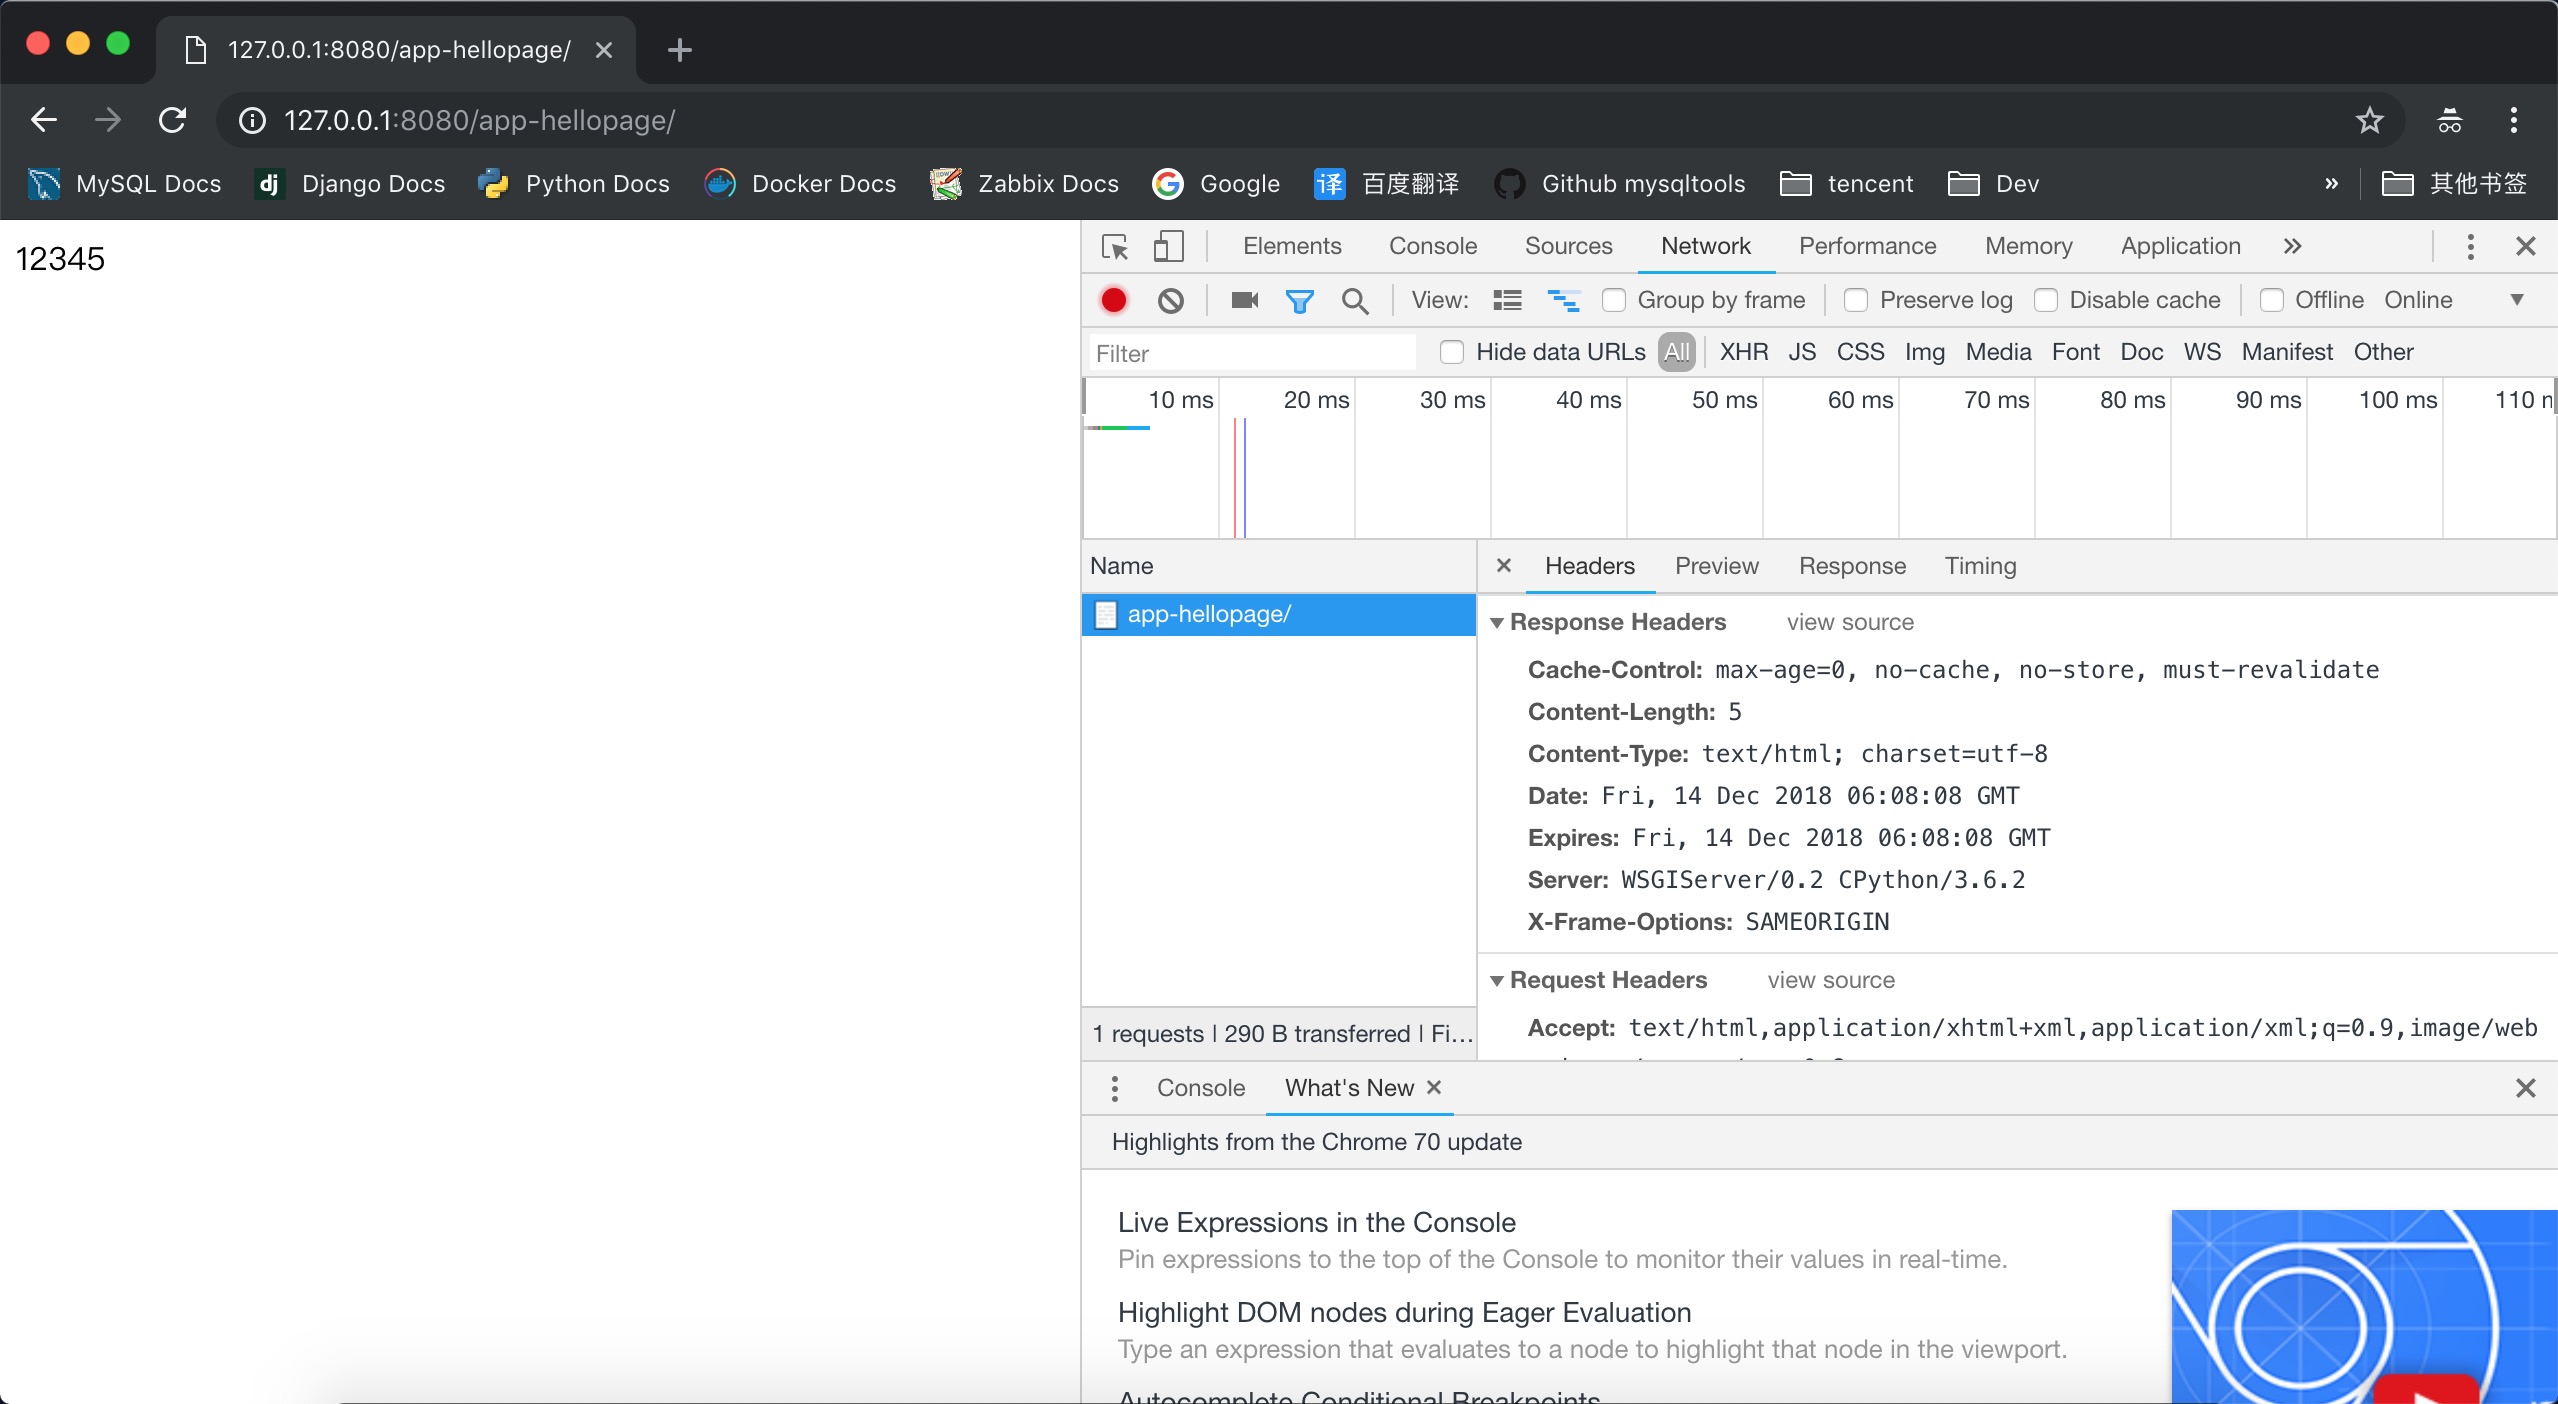 127.0.0.1:8080/app-hellopage/
127.0.0.1:8080/app-hellopage/
MySQL Docs
dj Django Docs
Python Docs
Docker Docs
Zabbix Docs
Google
译 百度翻译
Github mysqltools
tencent
Dev
»
其他书签
12345
Elements Console Sources Network Performance Memory Application »
View: Group by frame Preserve log Disable cache Offline Online
Filter Hide data URLs All XHR JS CSS Img Media Font Doc WS Manifest Other
10 ms 20 ms 30 ms 40 ms 50 ms 60 ms 70 ms 80 ms 90 ms 100 ms 110
Name
app-hellopage/
1 requests | 290 B transferred | Fi...
Headers Preview Response Timing
Response Headers view source
Cache-Control: max-age=0, no-cache, no-store, must-revalidate
Content-Length: 5
Content-Type: text/html; charset=utf-8
Date: Fri, 14 Dec 2018 06:08:08 GMT
Expires: Fri, 14 Dec 2018 06:08:08 GMT
Server: WSGIServer/0.2 CPython/3.6.2
X-Frame-Options: SAMEORIGIN
Request Headers view source
Accept: text/html,application/xhtml+xml,application/xml;q=0.9,image/web
Console What's New
Highlights from the Chrome 70 update
Live Expressions in the Console
Pin expressions to the top of the Console to monitor their values in real-time.
Highlight DOM nodes during Eager Evaluation
Type an expression that evaluates to a node to highlight that node in the viewport.
Autocomplete Conditional Breakpoints